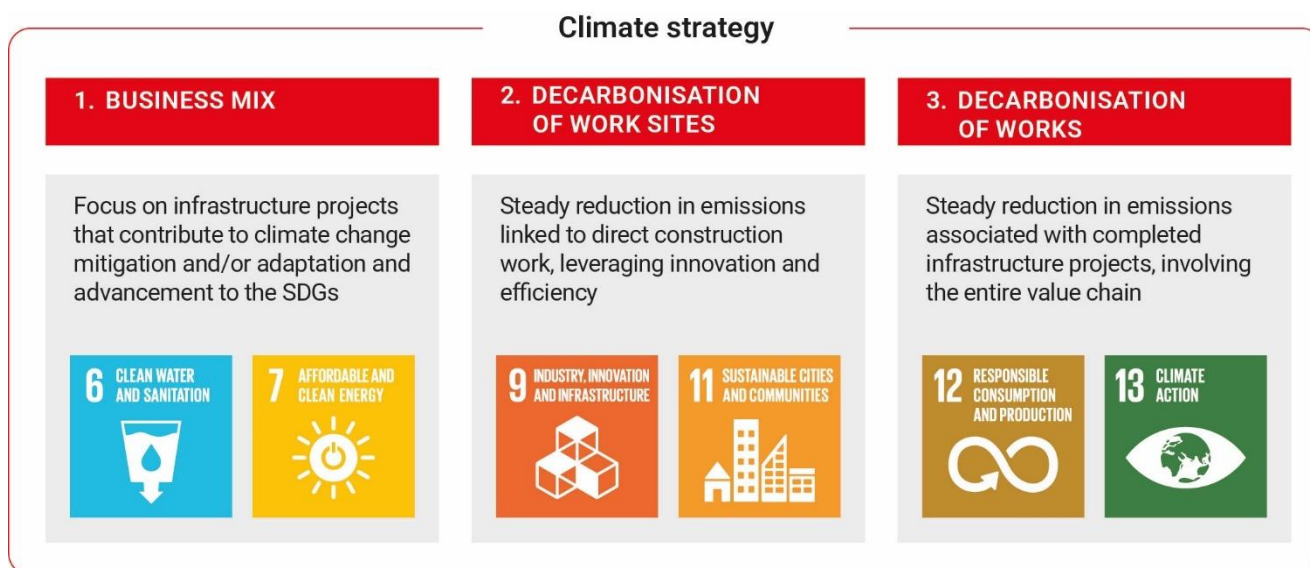 Climate strategy
1. BUSINESS MIX
Focus on infrastructure projects
that contribute to climate change
mitigation and/or adaptation and
advancement to the SDGs
6 CLEAN WATER
AND SANITATION
7 AFFORDABLE AND
CLEAN ENERGY
2. DECARBONISATION
OF WORK SITES
Steady reduction in emissions
linked to direct construction
work, leveraging innovation and
efficiency
9 INDUSTRY, INNOVATION
AND INFRASTRUCTURE
11 SUSTAINABLE CITIES
AND COMMUNITIES
3. DECARBONISATION
OF WORKS
Steady reduction in emissions
associated with completed
infrastructure projects, involving
the entire value chain
12 RESPONSIBLE
CONSUMPTION
AND PRODUCTION
13 CLIMATE
ACTION